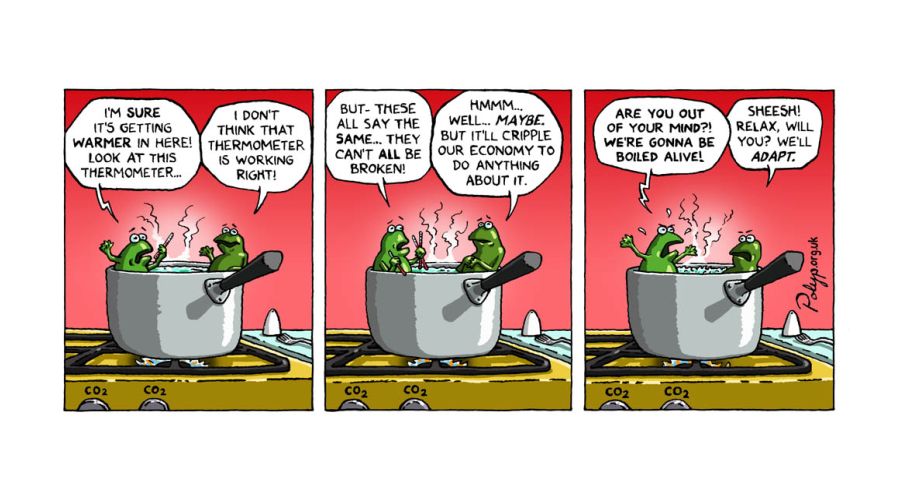 I'M SURE
IT'S GETTING
WARMER IN HERE!
LOOK AT THIS
THERMOMETER...
I DON'T
THINK THAT
THERMOMETER
IS WORKING
RIGHT!
CO2
CO2
BUT- THESE
ALL SAY THE
SAME... THEY
CAN'T ALL BE
BROKEN!
HMMM...
WELL... MAYBE.
BUT IT'LL CRIPPLE
OUR ECONOMY TO
DO ANYTHING
ABOUT IT.
CO2
CO2
ARE YOU OUT
OF YOUR MIND?!
WE'RE GONNA BE
BOILED ALIVE!
SHEESH!
RELAX, WILL
YOU? WE'LL
ADAPT.
Polyp.org.uk
CO2
CO2